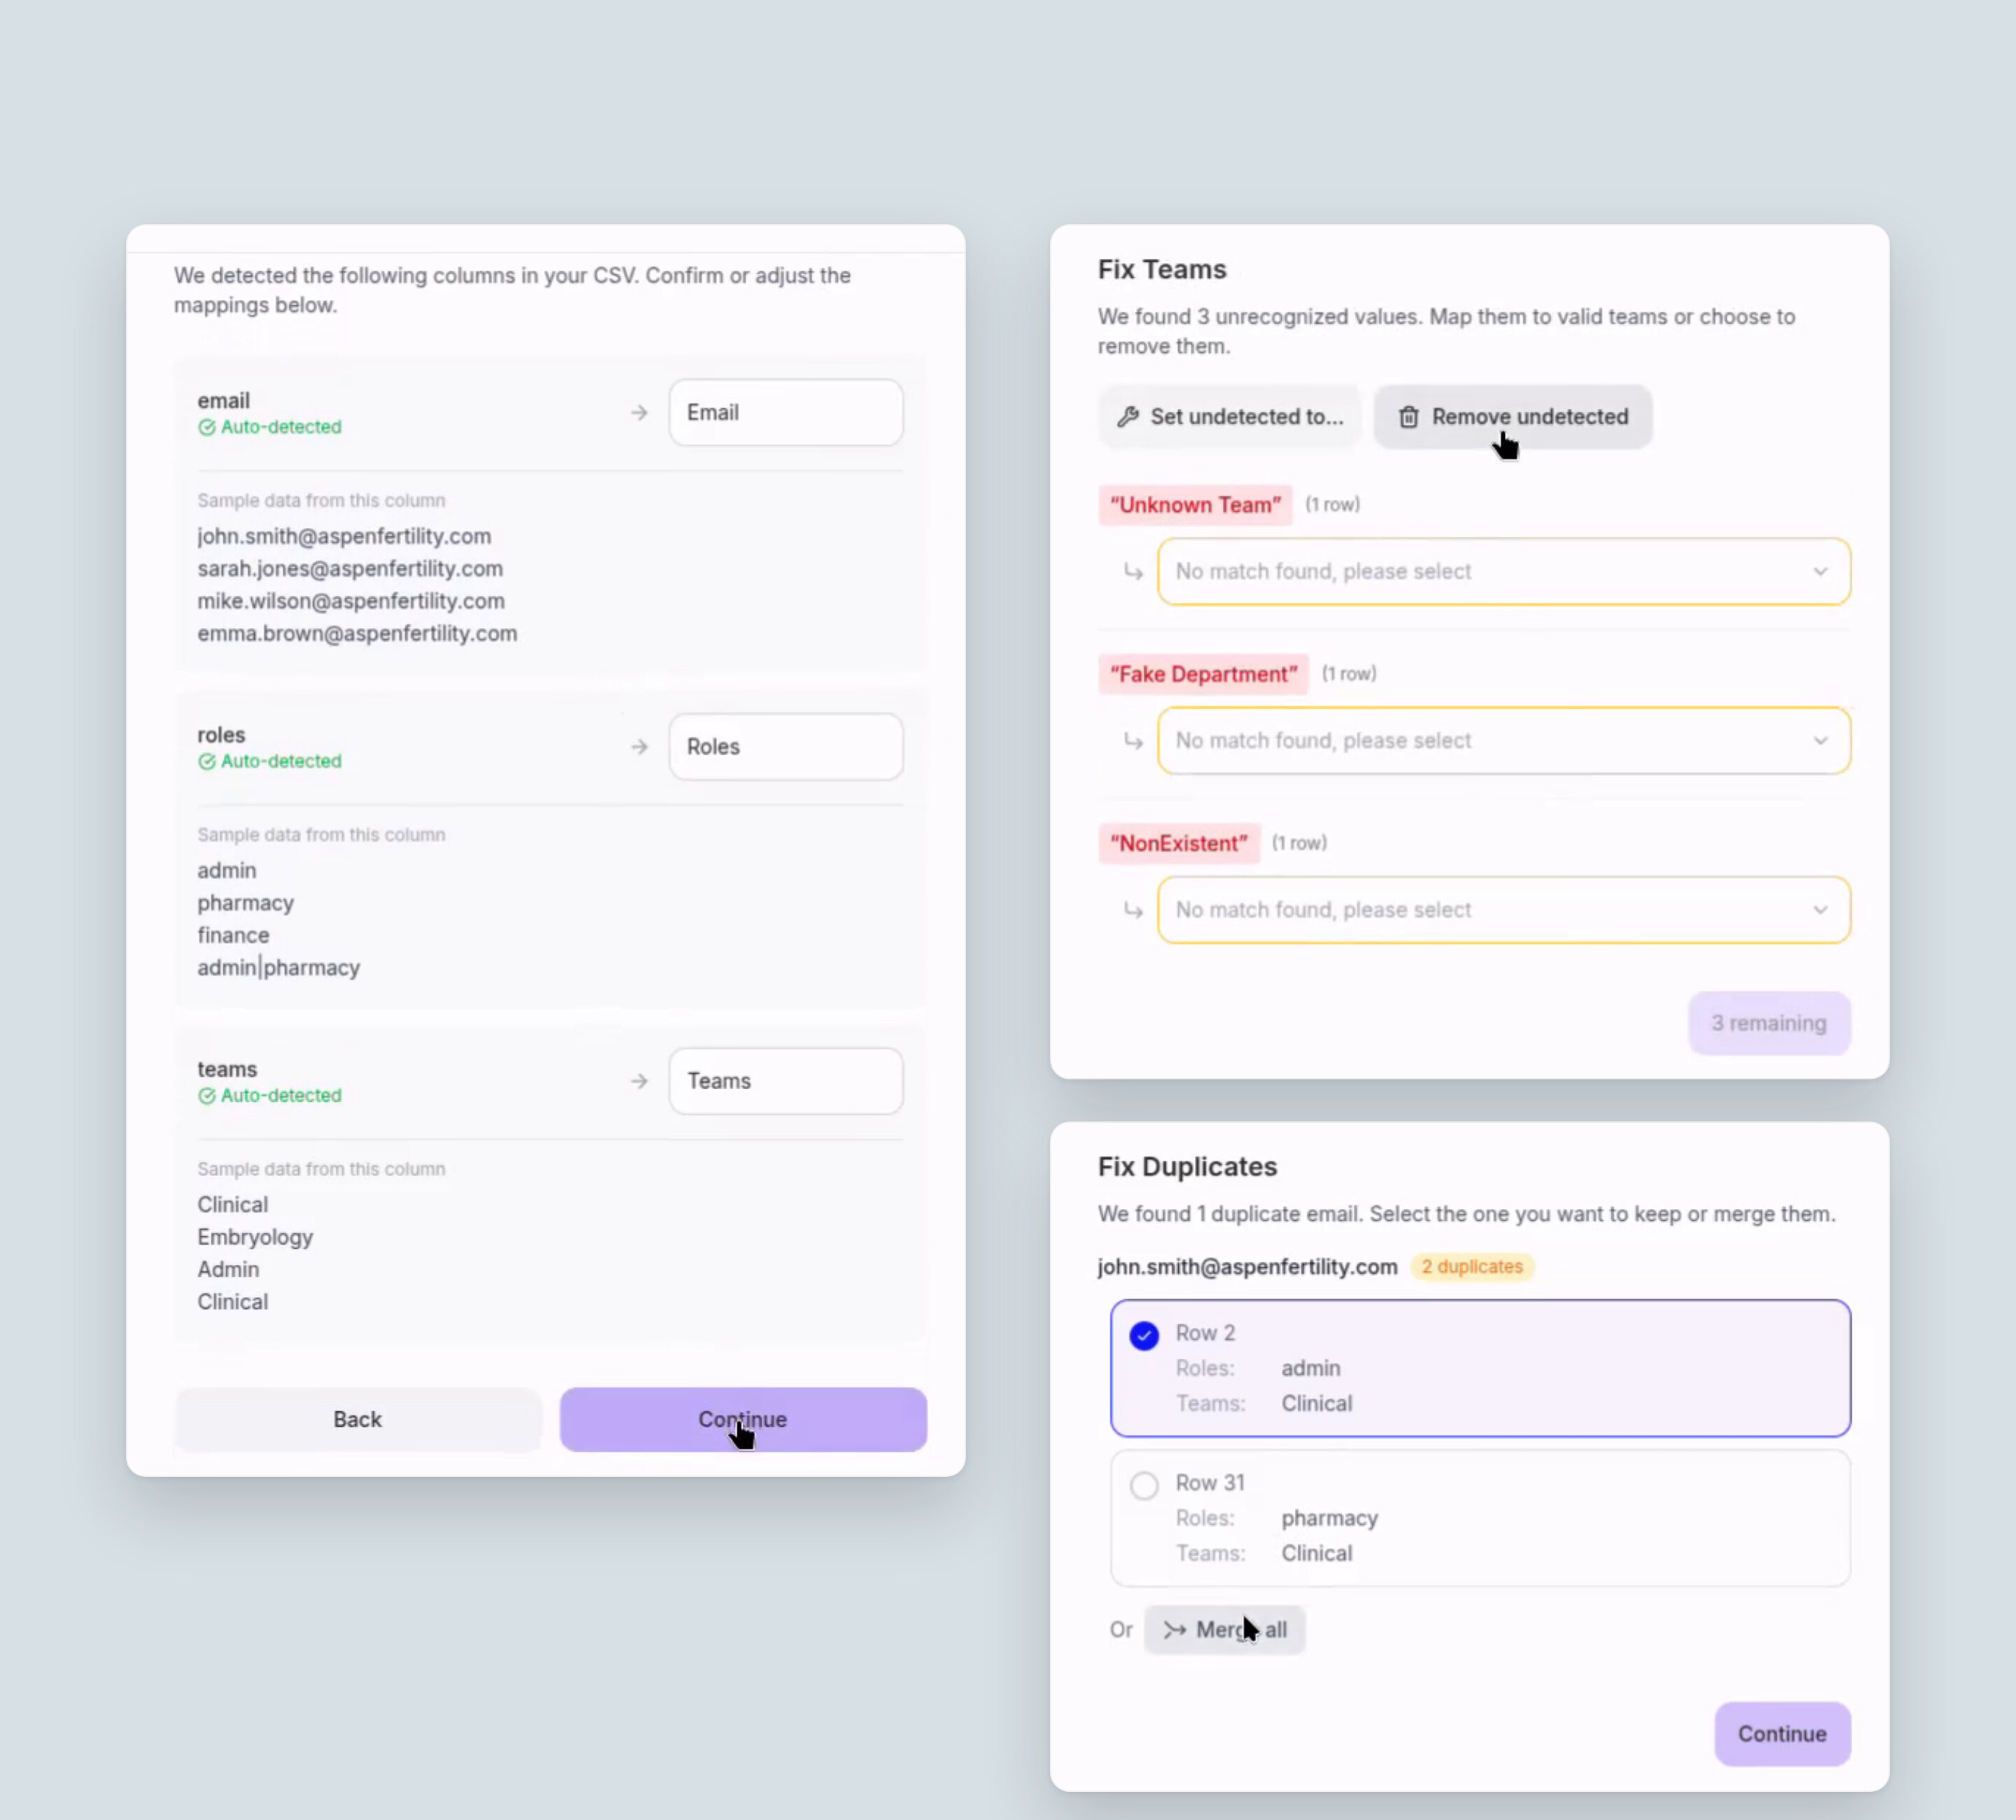 We detected the following columns in your CSV. Confirm or adjust the
mappings below.
email
Auto-detected
Email
Sample data from this column
john.smith@aspenfertility.com
sarah.jones@aspenfertility.com
mike.wilson@aspenfertility.com
emma.brown@aspenfertility.com
roles
Auto-detected
Roles
Sample data from this column
admin
pharmacy
finance
admin|pharmacy
teams
Auto-detected
Teams
Sample data from this column
Clinical
Embryology
Admin
Clinical
Back
Continue
Fix Teams
We found 3 unrecognized values. Map them to valid teams or choose to
remove them.
Set undetected to...
Remove undetected
“Unknown Team” (1 row)
No match found, please select
“Fake Department” (1 row)
No match found, please select
“NonExistent” (1 row)
No match found, please select
3 remaining
Fix Duplicates
We found 1 duplicate email. Select the one you want to keep or merge them.
john.smith@aspenfertility.com 2 duplicates
Row 2
Roles: admin
Teams: Clinical
Row 31
Roles: pharmacy
Teams: Clinical
Or Merge all
Continue